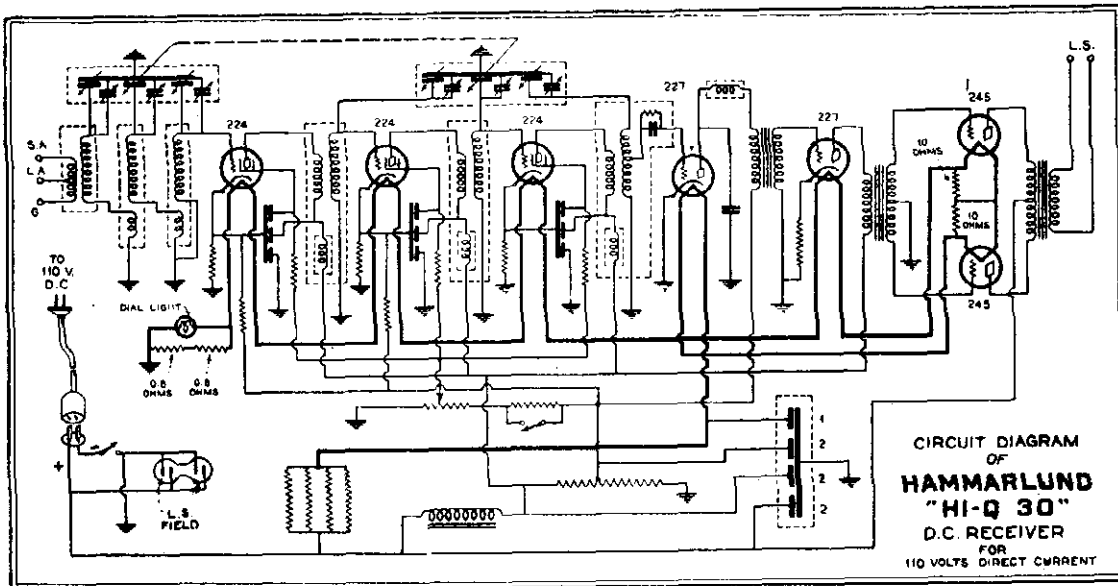 L.S.
1
245
227
227
224
224
224
10
OHMS
10
OHMS
245
S.A
L.A
G
TO
110 V.
D.C
DIAL LIGHT
0.8
OHMS
0.8
OHMS
+
L.S.
FIELD
1
2
2
2
CIRCUIT DIAGRAM
OF
HAMMARLUND
"HI-Q 30"
D.C. RECEIVER
FOR
110 VOLTS DIRECT CURRENT